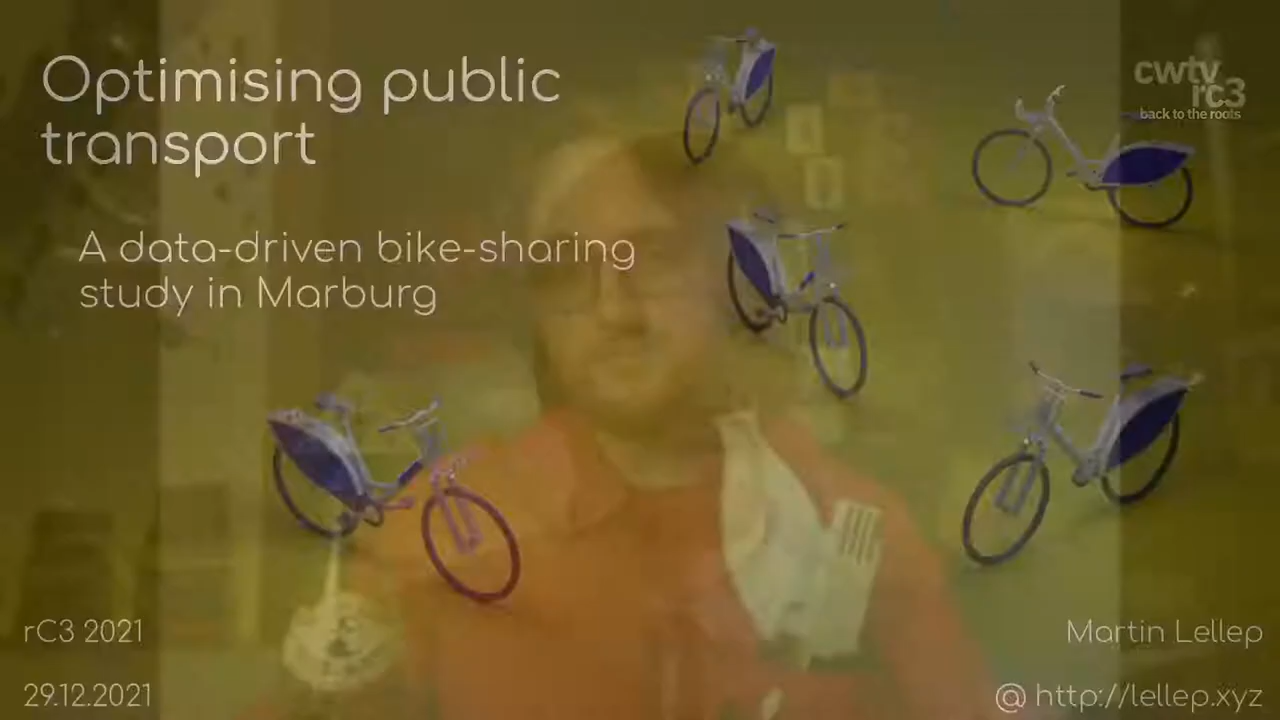 Optimising public
transport
cwtv
rc3
back to the roots
A data-driven bike-sharing
study in Marburg
rC3 2021
29.12.2021
Martin Lellep
@ http://lellep.xyz